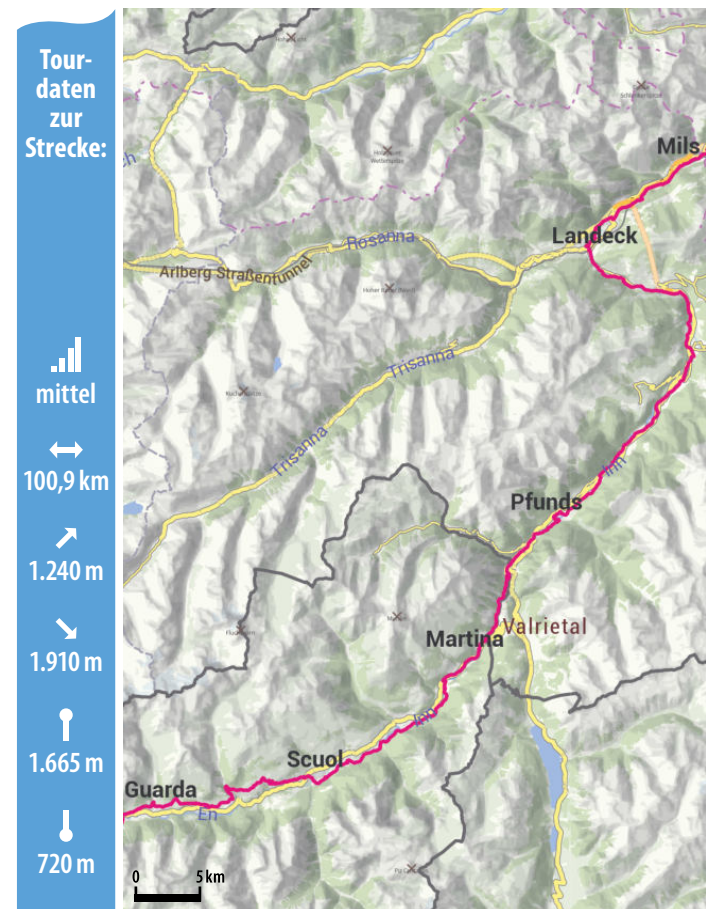 Tour-
daten
zur
Strecke:
mittel
100,9 km
1.240 m
1.910 m
1.665 m
720 m
Mils
Landeck
Rosanna
Arlberg Straßentunnel
Trisanna
Trisanna
Inn
Pfunds
Valrietal
Martina
Inn
Scuol
Guarda
En
0 5 km